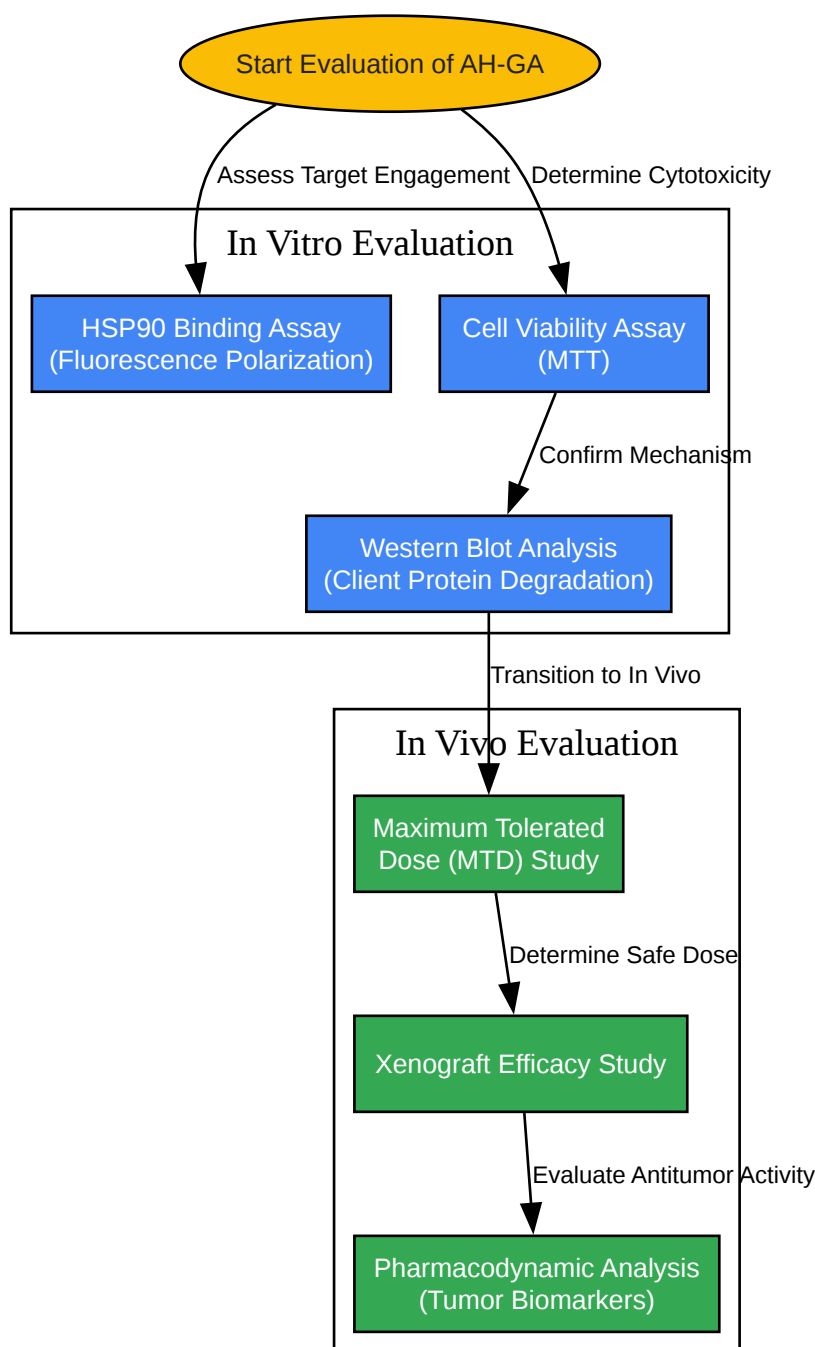 Start Evaluation of AH-GA
Assess Target Engagement
Determine Cytotoxicity
In Vitro Evaluation
HSP90 Binding Assay
(Fluorescence Polarization)
Cell Viability Assay
(MTT)
Confirm Mechanism
Western Blot Analysis
(Client Protein Degradation)
Transition to In Vivo
In Vivo Evaluation
Maximum Tolerated
Dose (MTD) Study
Determine Safe Dose
Xenograft Efficacy Study
Evaluate Antitumor Activity
Pharmacodynamic Analysis
(Tumor Biomarkers)